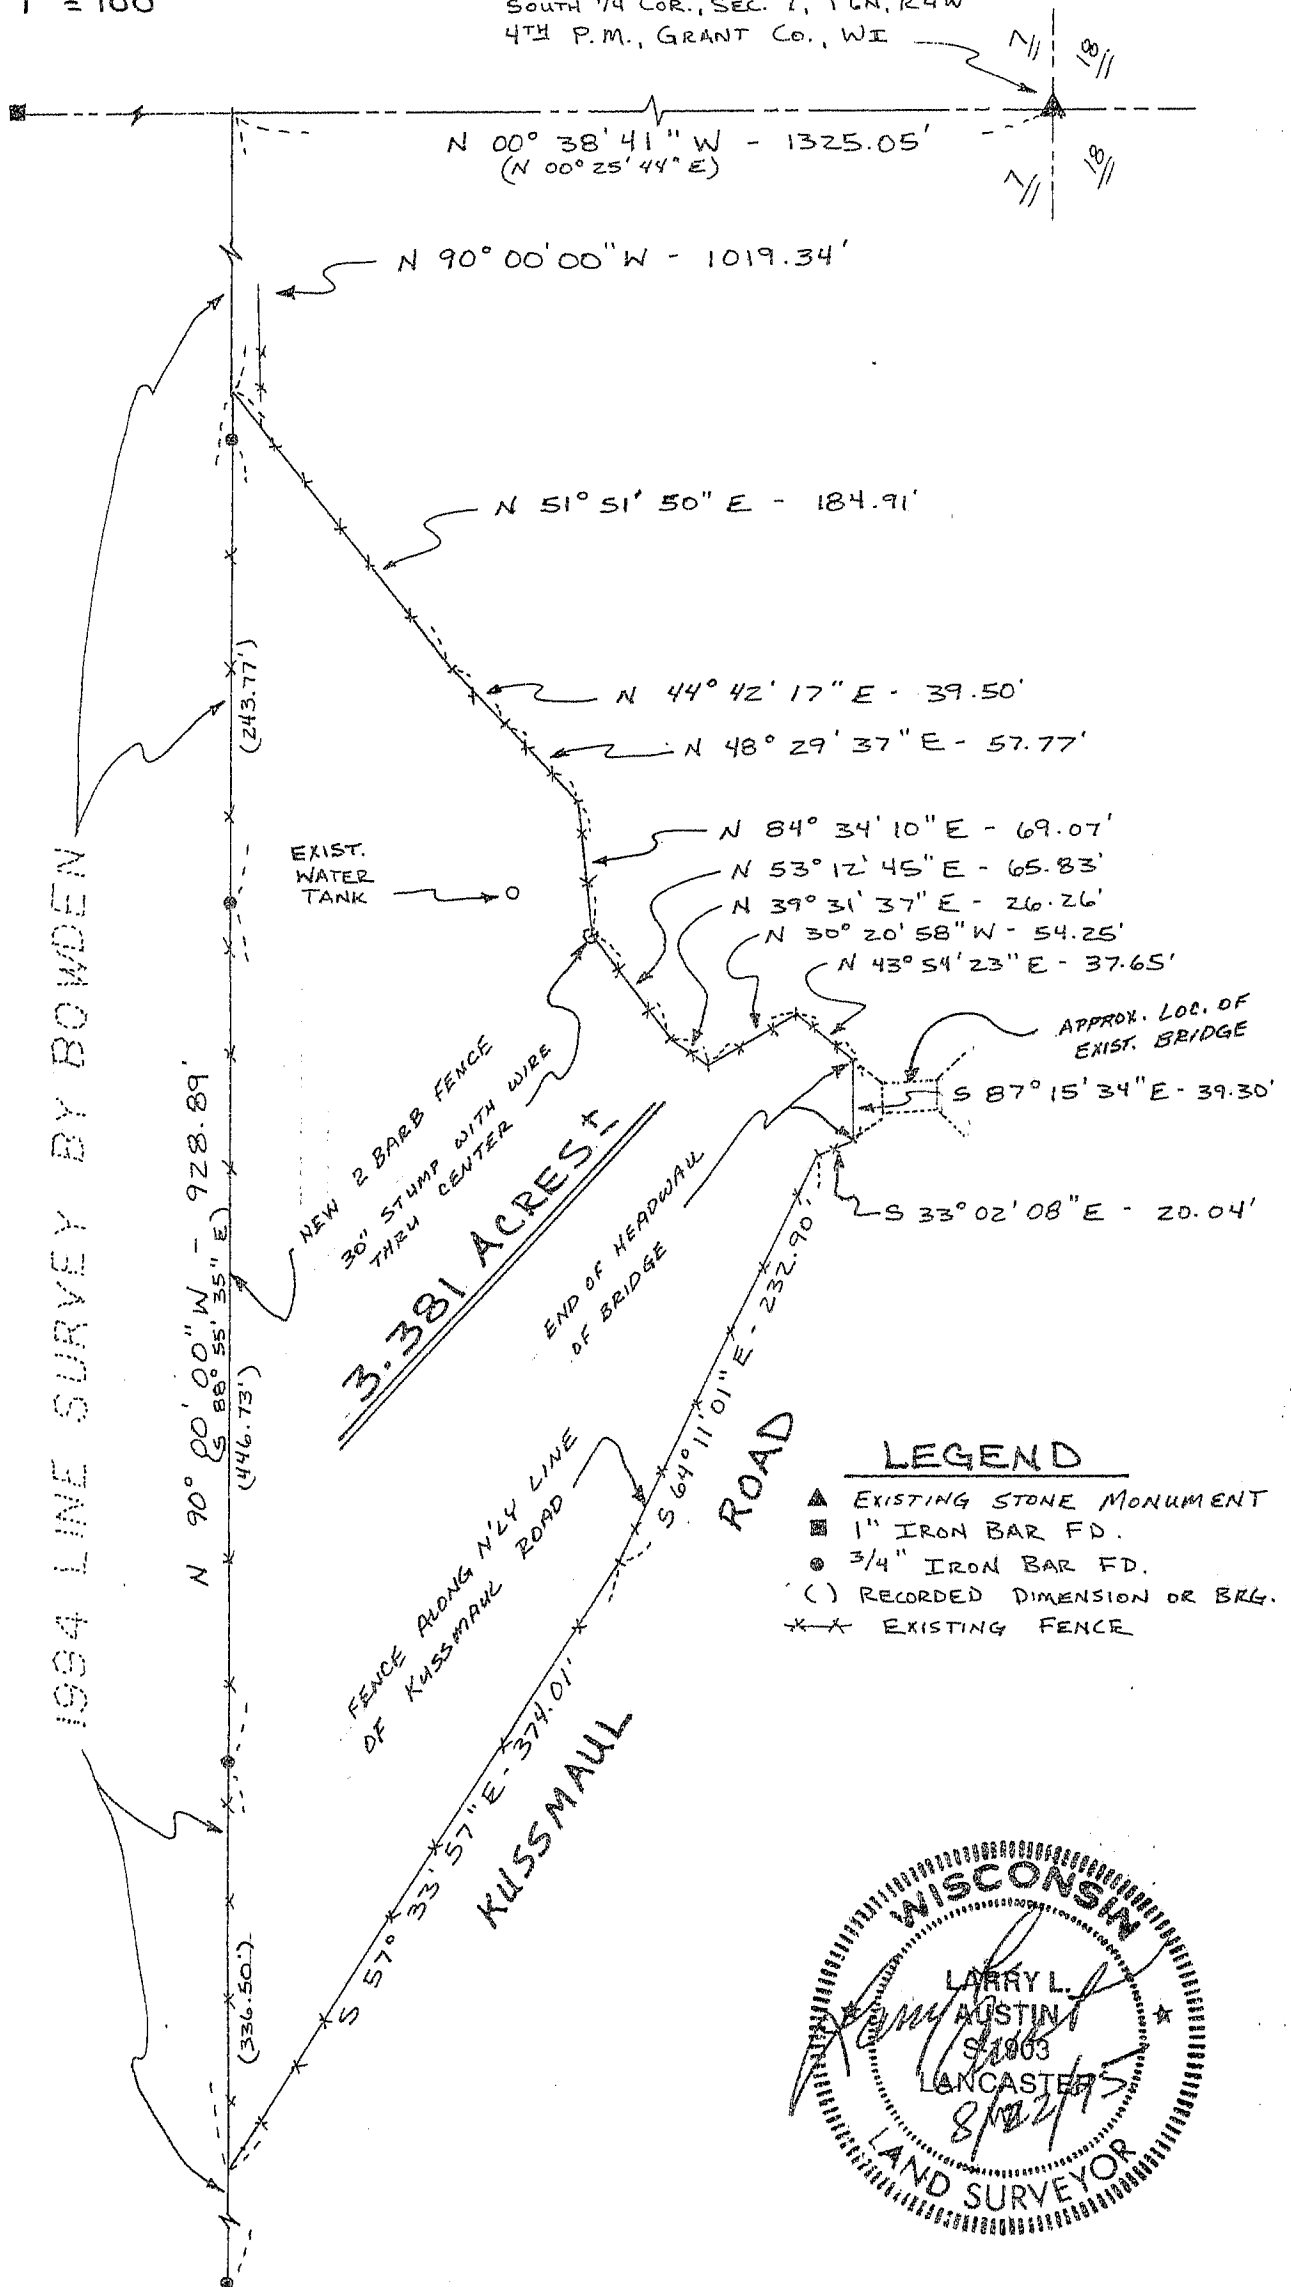 1" = 100'
SOUTH 1/4 COR., SEC. 7, T6N, R4W
4TH P.M., GRANT CO., WI
7
18
7
18
N 00° 38' 41" W - 1325.05'
(N 00° 25' 44" E)
N 90° 00' 00" W - 1019.34'
N 51° 51' 50" E - 184.91'
(243.77')
N 44° 42' 17" E - 39.50'
N 48° 29' 37" E - 57.77'
EXIST.
WATER
TANK
N 84° 34' 10" E - 69.07'
N 53° 12' 45" E - 65.83'
N 39° 31' 37" E - 26.26'
N 30° 20' 58" W - 54.25'
N 43° 54' 23" E - 37.65'
APPROX. LOC. OF
EXIST. BRIDGE
S 87° 15' 34" E - 39.30'
S 33° 02' 08" E - 20.04'
1994 LINE SURVEY BY BOWDEN
N 90° 00' 00" W - 928.89'
(S 88° 55' 35" E)
(446.73')
NEW 2 BARB FENCE
30" STUMP WITH WIRE
THRU CENTER
3.381 ACRES±
END OF HEADWALL
OF BRIDGE
S 64° 11' 01" E - 232.90'
FENCE ALONG N'LY LINE
OF KUSSMAUL ROAD
KUSSMAUL ROAD
S 57° 33' 57" E - 374.01'
(336.50')
LEGEND
▲ EXISTING STONE MONUMENT
■ 1" IRON BAR FD.
● 3/4" IRON BAR FD.
( ) RECORDED DIMENSION OR BRG.
x-x EXISTING FENCE
WISCONSIN
LARRY L.
AUSTIN
S-1903
LANCASTER
8/22/95
LAND SURVEYOR